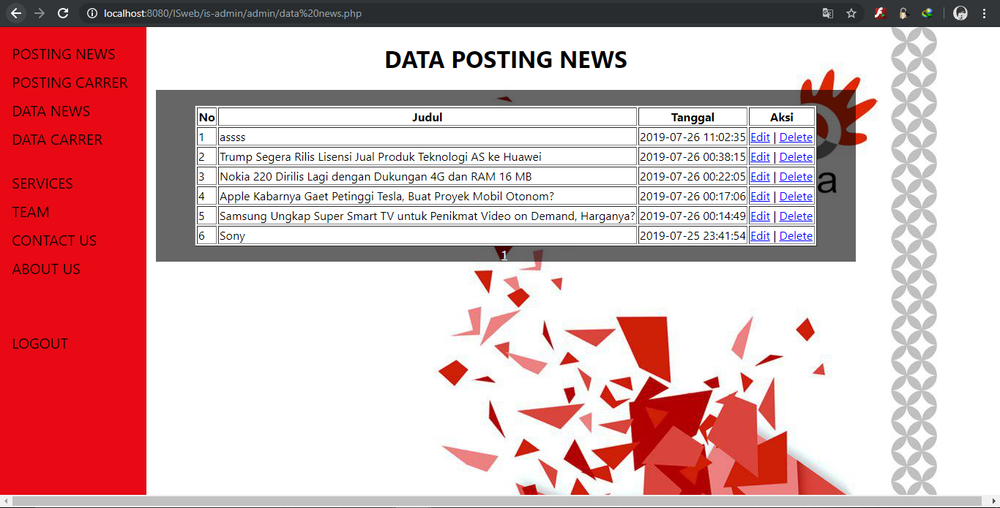 localhost:8080/ISweb/is-admin/admin/data%20news.php
POSTING NEWS
POSTING CARRER
DATA NEWS
DATA CARRER
SERVICES
TEAM
CONTACT US
ABOUT US
LOGOUT
DATA POSTING NEWS
No Judul Tanggal Aksi
1 assss 2019-07-26 11:02:35 Edit | Delete
2 Trump Segera Rilis Lisensi Jual Produk Teknologi AS ke Huawei 2019-07-26 00:38:15 Edit | Delete
3 Nokia 220 Dirilis Lagi dengan Dukungan 4G dan RAM 16 MB 2019-07-26 00:22:05 Edit | Delete
4 Apple Kabarnya Gaet Petinggi Tesla, Buat Proyek Mobil Otonom? 2019-07-26 00:17:06 Edit | Delete
5 Samsung Ungkap Super Smart TV untuk Penikmat Video on Demand, Harganya? 2019-07-26 00:14:49 Edit | Delete
6 Sony 2019-07-25 23:41:54 Edit | Delete
1